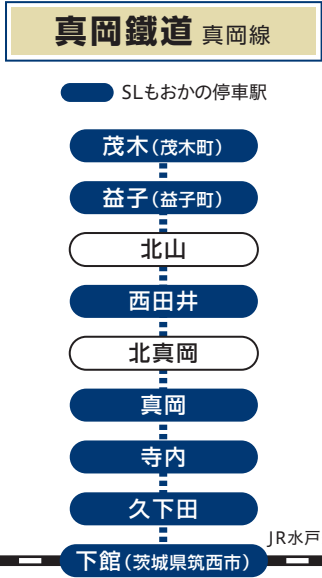 真岡鐵道 真岡線
SLもおかの停車駅
茂木(茂木町)
益子(益子町)
北山
西田井
北真岡
真岡
寺内
久下田
JR水戸
下館(茨城県筑西市)